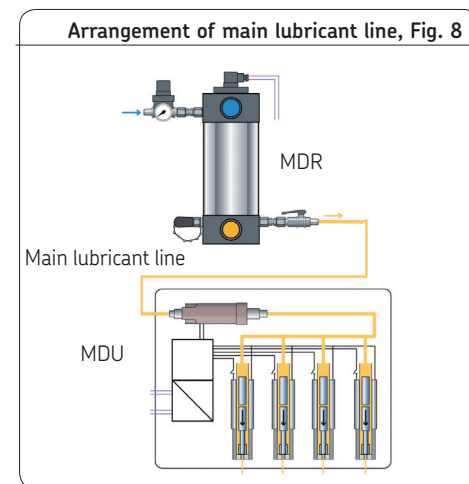 Arrangement of main lubricant line, Fig. 8
MDR
Main lubricant line
MDU